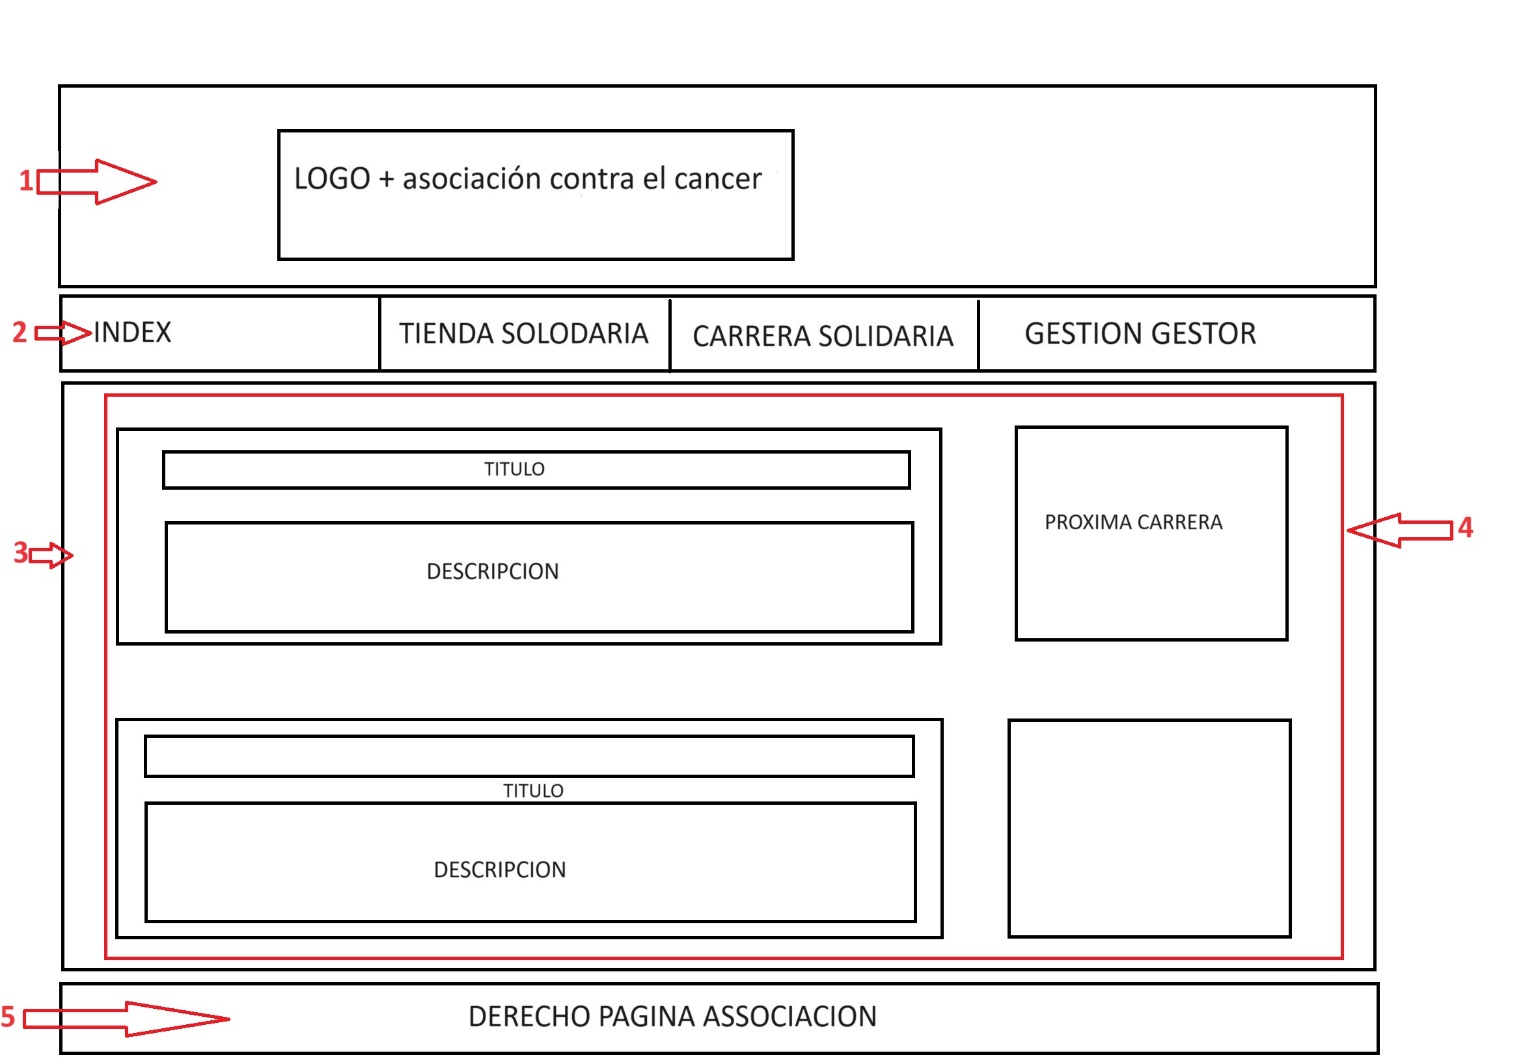 1
LOGO + asociación contra el cancer
2
INDEX
TIENDA SOLODARIA
CARRERA SOLIDARIA
GESTION GESTOR
TITULO
PROXIMA CARRERA
4
3
DESCRIPCION
TITULO
DESCRIPCION
5
DERECHO PAGINA ASSOCIACION